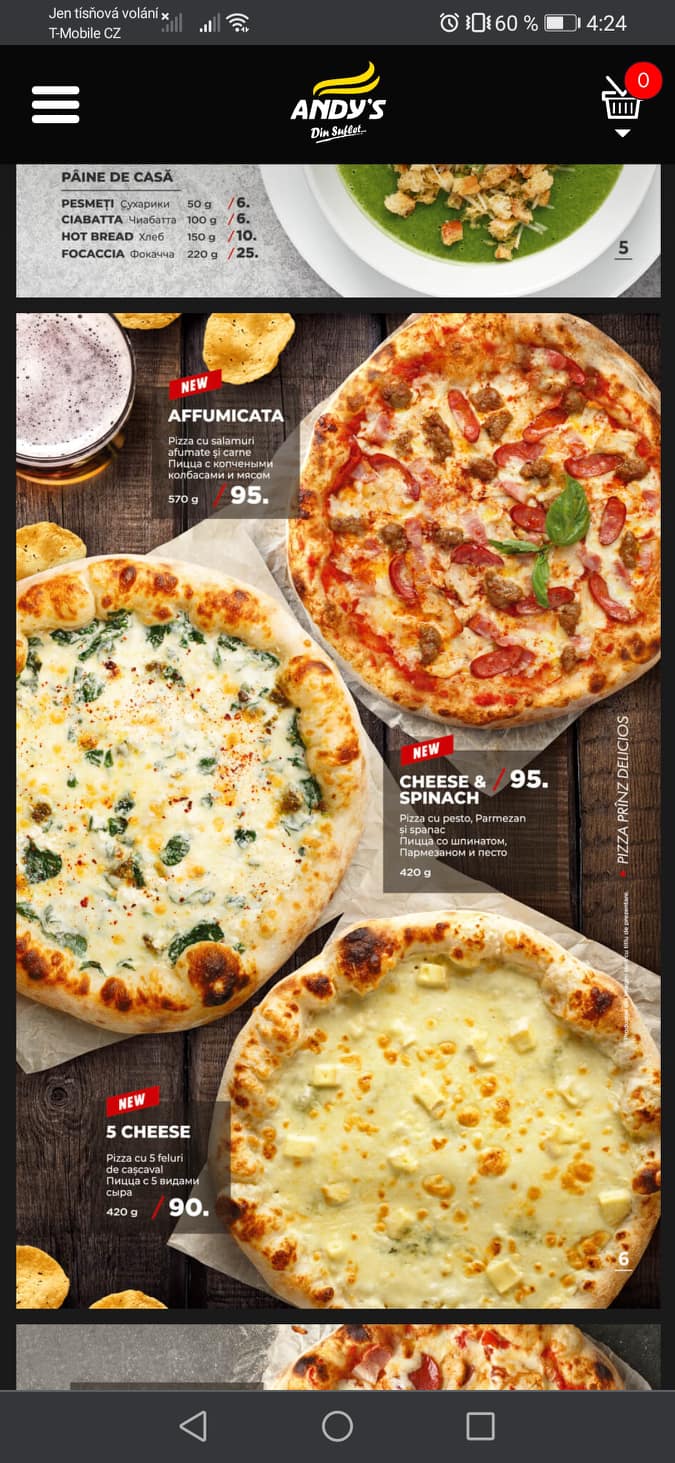 Jen tísňová volání
T-Mobile CZ
60 % 4:24
ANDY'S
Din Suflet...
0
PÂINE DE CASĂ
PESMEȚI Сухарики 50 g /6.
CIABATTA Чиабатта 100 g /6.
HOT BREAD Хлеб 150 g /10.
FOCACCIA Фокачча 220 g /25.
5
NEW
AFFUMICATA
Pizza cu salamuri
afumate și carne
Пицца с копчеными
колбасами и мясом
570 g /95.
NEW
CHEESE & /95.
SPINACH
Pizza cu pesto, Parmezan
și spanac
Пицца со шпинатом,
Пармезаном и песто
420 g
PIZZA PRÎNZ DELICIOS
NEW
5 CHEESE
Pizza cu 5 feluri
de cașcaval
Пицца с 5 видами
сыра
420 g /90.
6